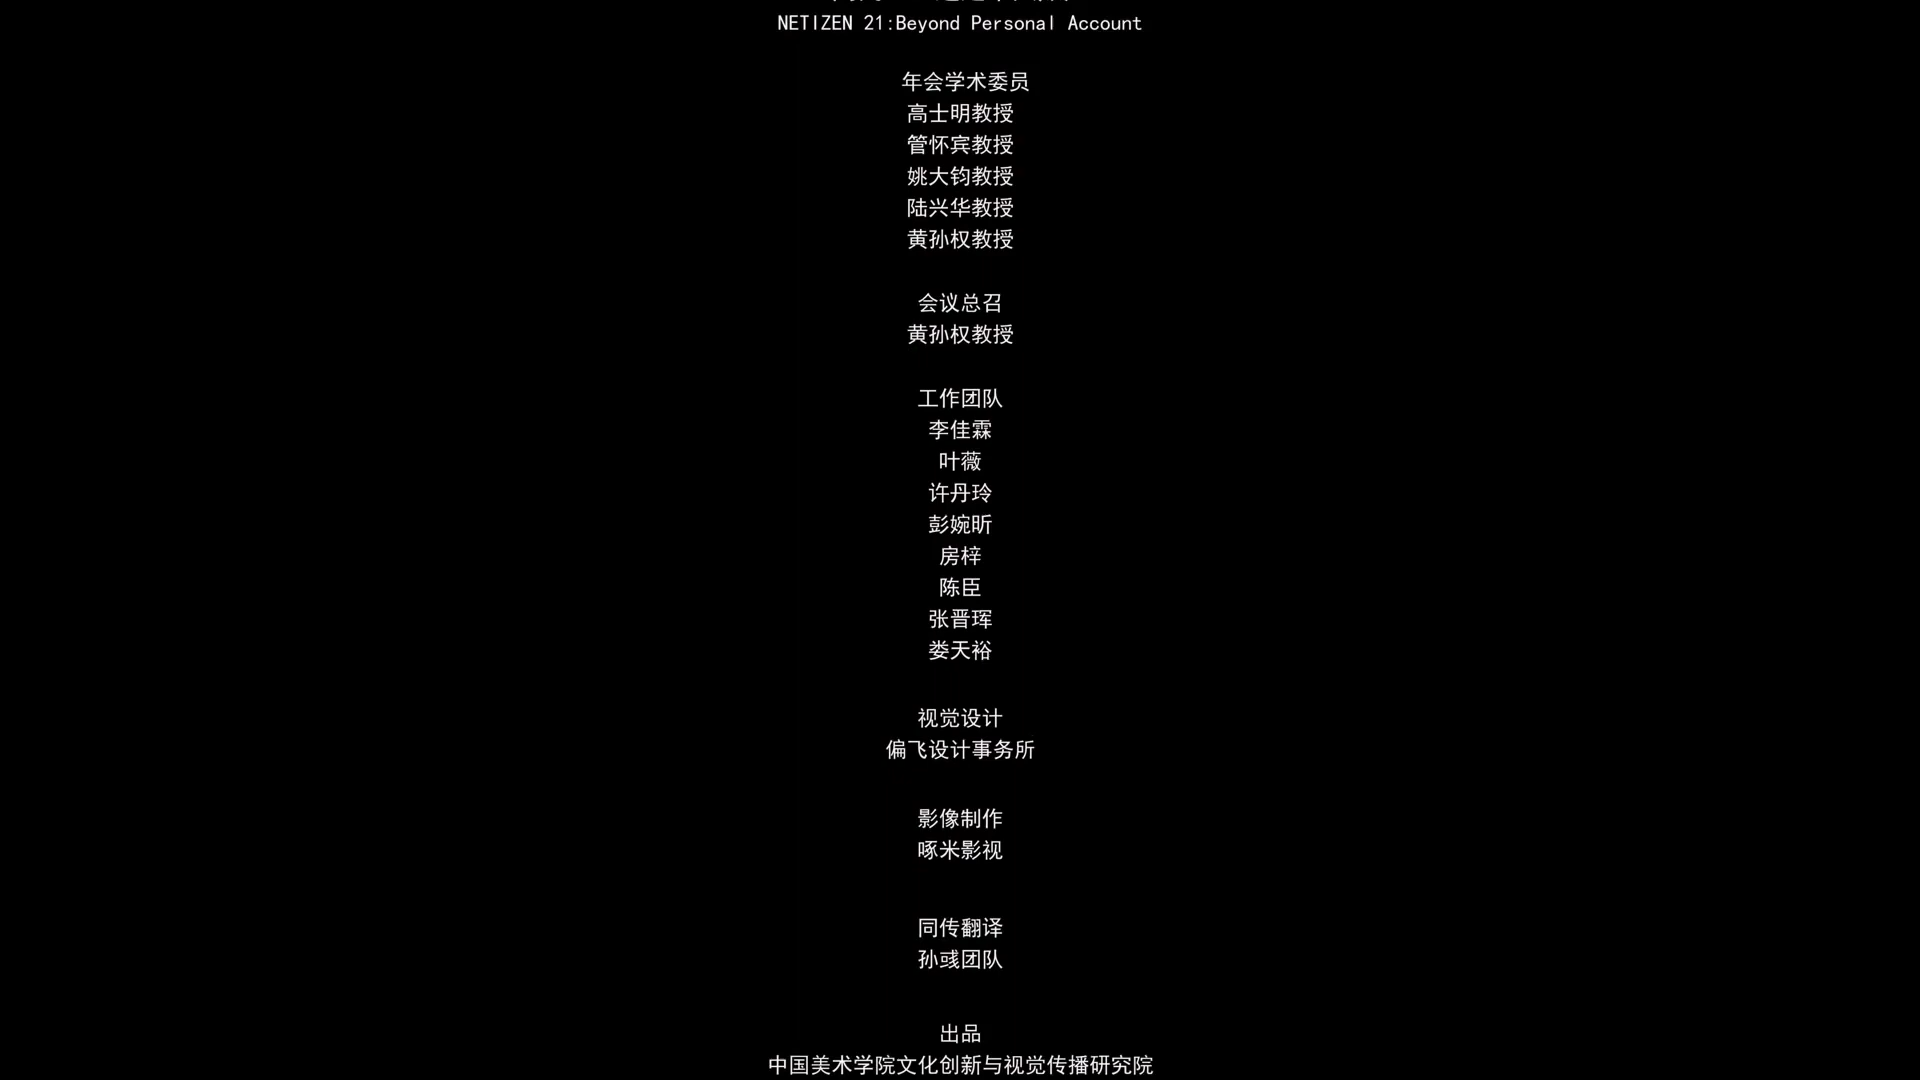 NETIZEN 21:Beyond Personal Account
年会学术委员
高士明教授
管怀宾教授
姚大钧教授
陆兴华教授
黄孙权教授
会议总召
黄孙权教授
工作团队
李佳霖
叶薇
许丹玲
彭婉昕
房梓
陈臣
张晋珲
娄天裕
视觉设计
偏飞设计事务所
影像制作
啄米影视
同传翻译
孙彧团队
出品
中国美术学院文化创新与视觉传播研究院